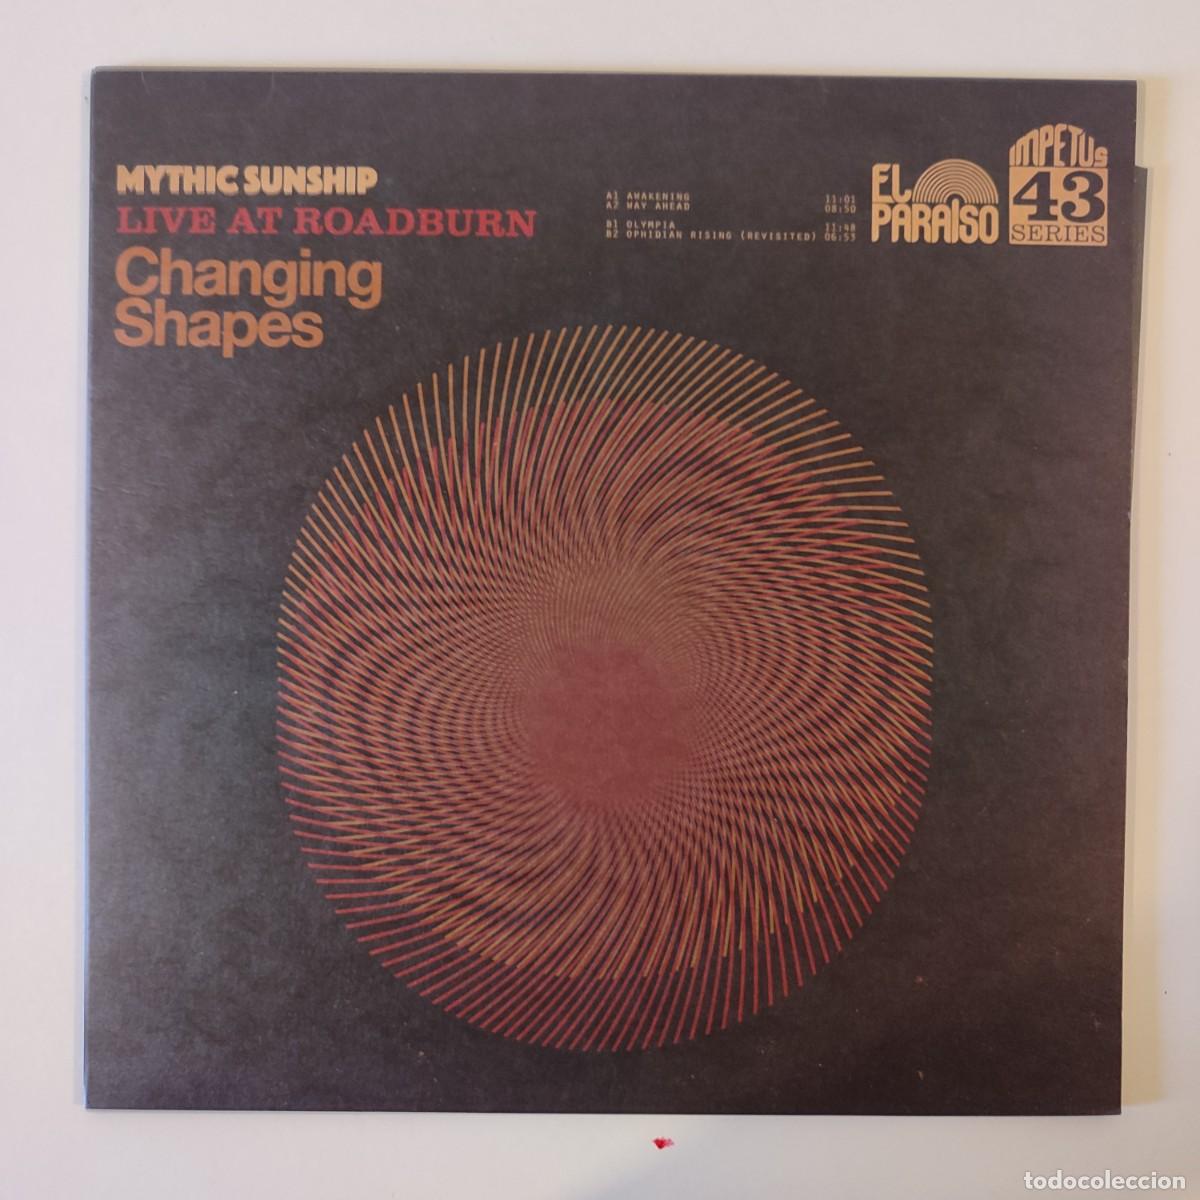 MYTHIC SUNSHIP
LIVE AT ROADBURN
Changing
Shapes
A1 AWAKENING 11:01
A2 WAY AHEAD 08:50
B1 OLYMPIA 11:48
B2 OPHIDIAN RISING (REVISITED) 06:53
EL
PARAISO
IMPETUS
43
SERIES
todocoleccion